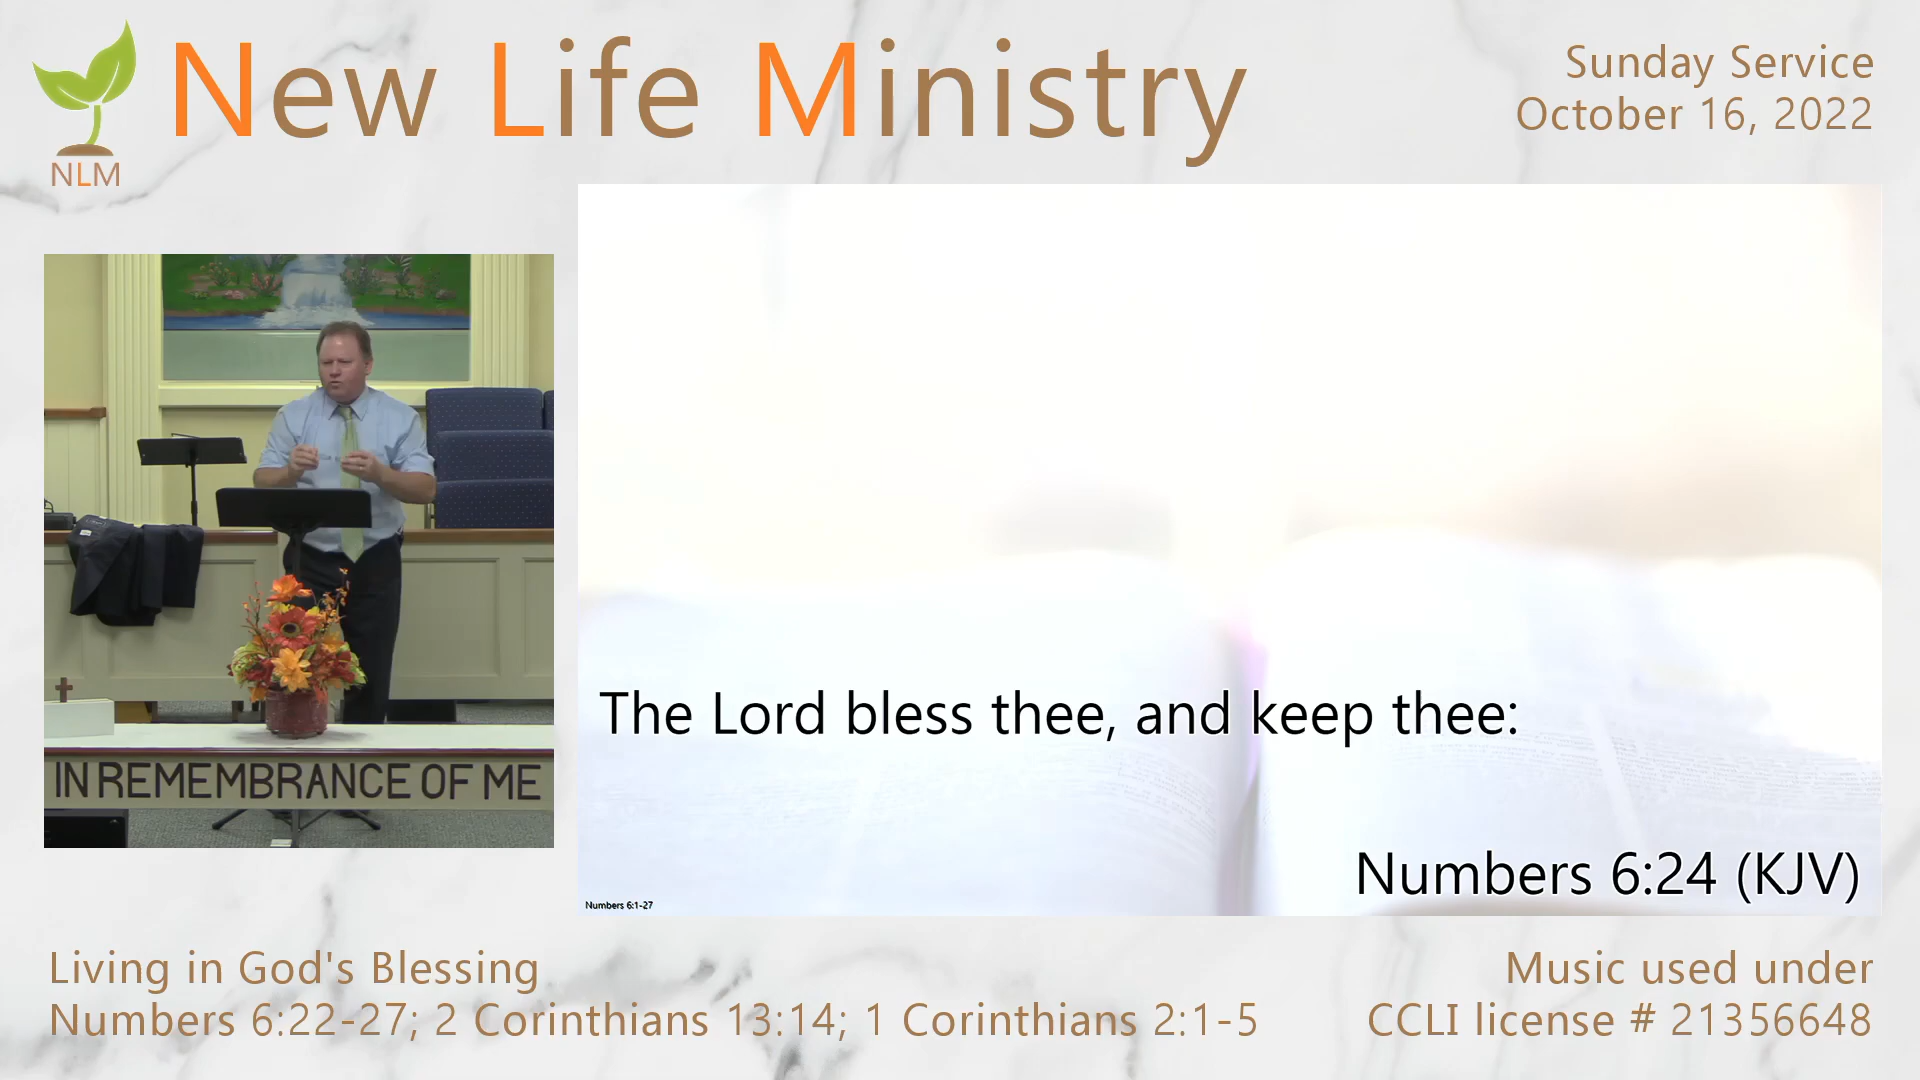 New Life Ministry
NLM
Sunday Service
October 16, 2022
IN REMEMBRANCE OF ME
The Lord bless thee, and keep thee:
Numbers 6:24 (KJV)
Numbers 6:1-27
Living in God's Blessing
Numbers 6:22-27; 2 Corinthians 13:14; 1 Corinthians 2:1-5
Music used under
CCLI license # 21356648